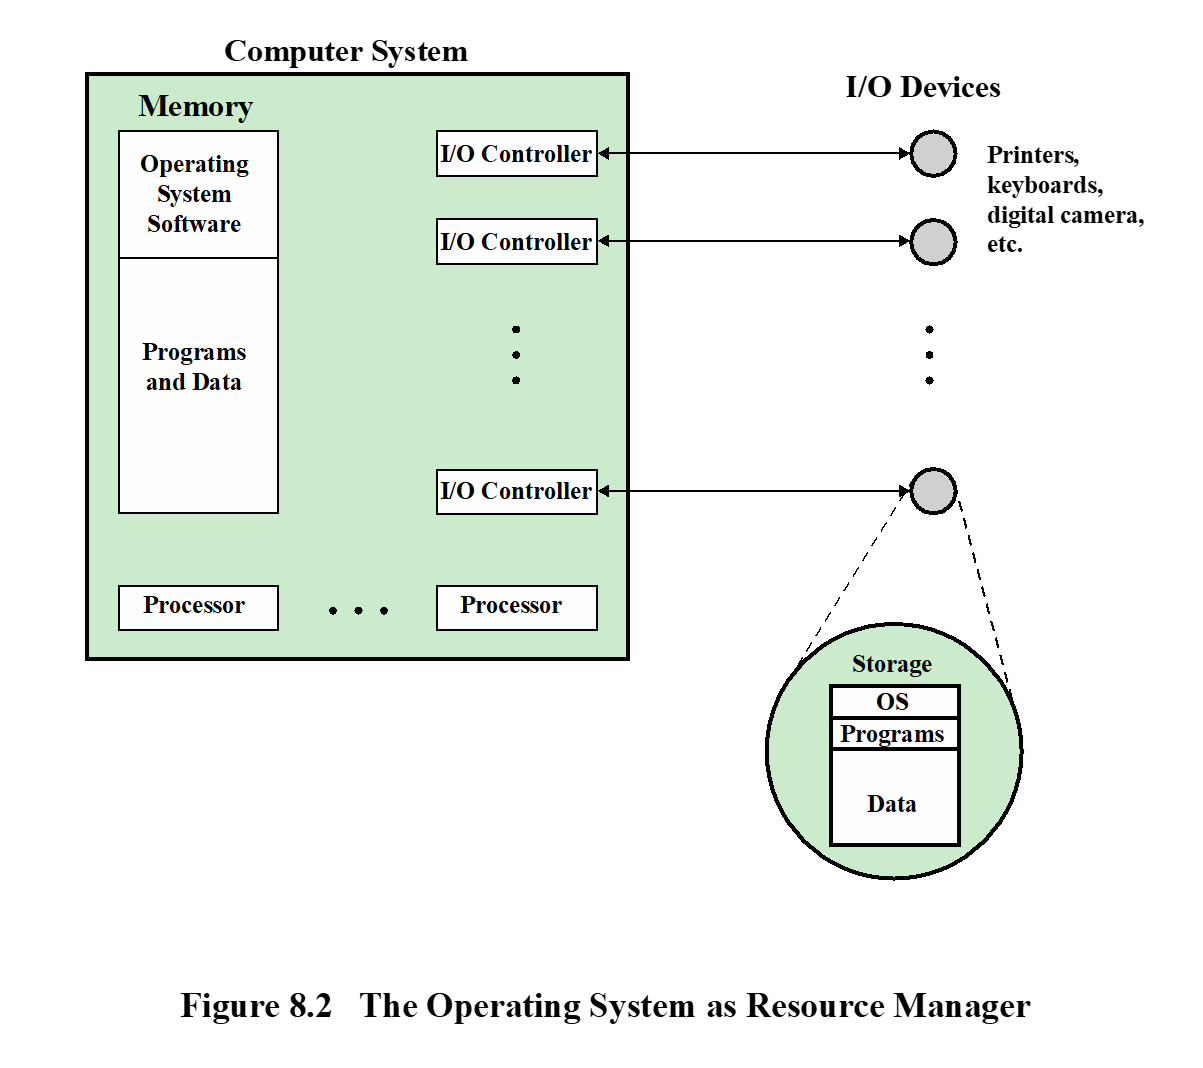 Computer System
Memory
Operating
System
Software
Programs
and Data
I/O Controller
I/O Controller
I/O Controller
Processor
Processor
I/O Devices
Printers,
keyboards,
digital camera,
etc.
Storage
OS
Programs
Data
Figure 8.2   The Operating System as Resource Manager